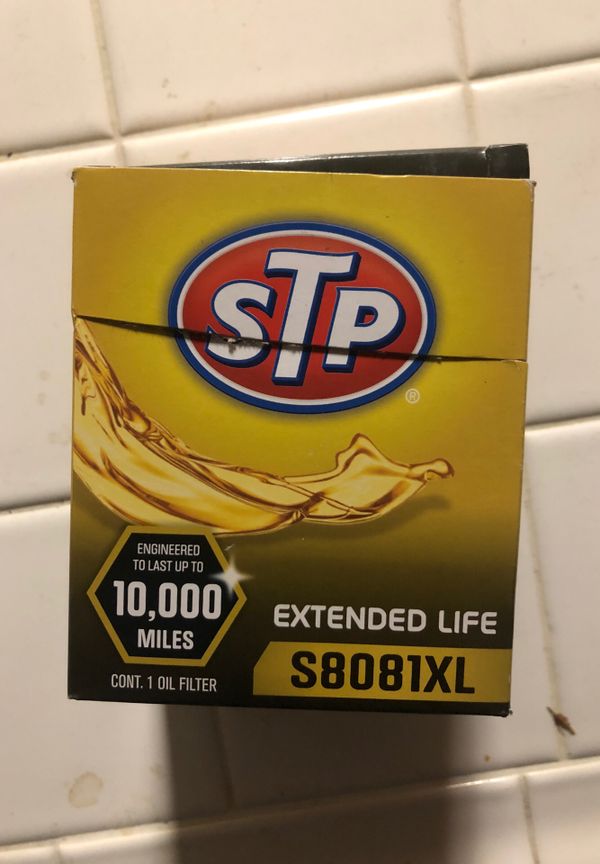 STP
®
ENGINEERED
TO LAST UP TO
10,000
MILES
EXTENDED LIFE
S8081XL
CONT. 1 OIL FILTER